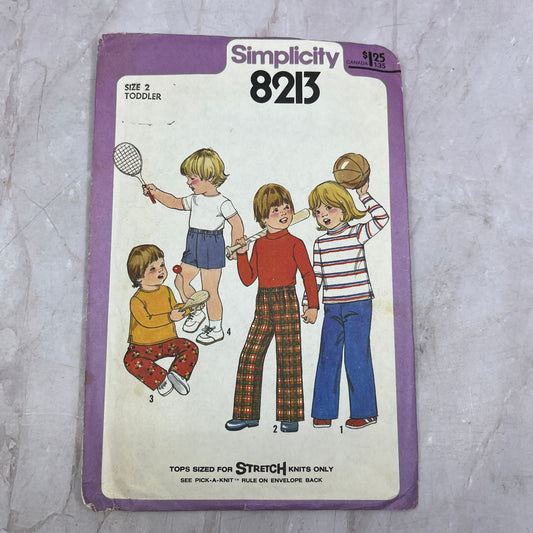 Simplicity
8213
$1.25
CANADA 1.35
SIZE 2
TODDLER
4
3
2
1
TOPS SIZED FOR STRETCH KNITS ONLY
SEE PICK-A-KNIT™ RULE ON ENVELOPE BACK